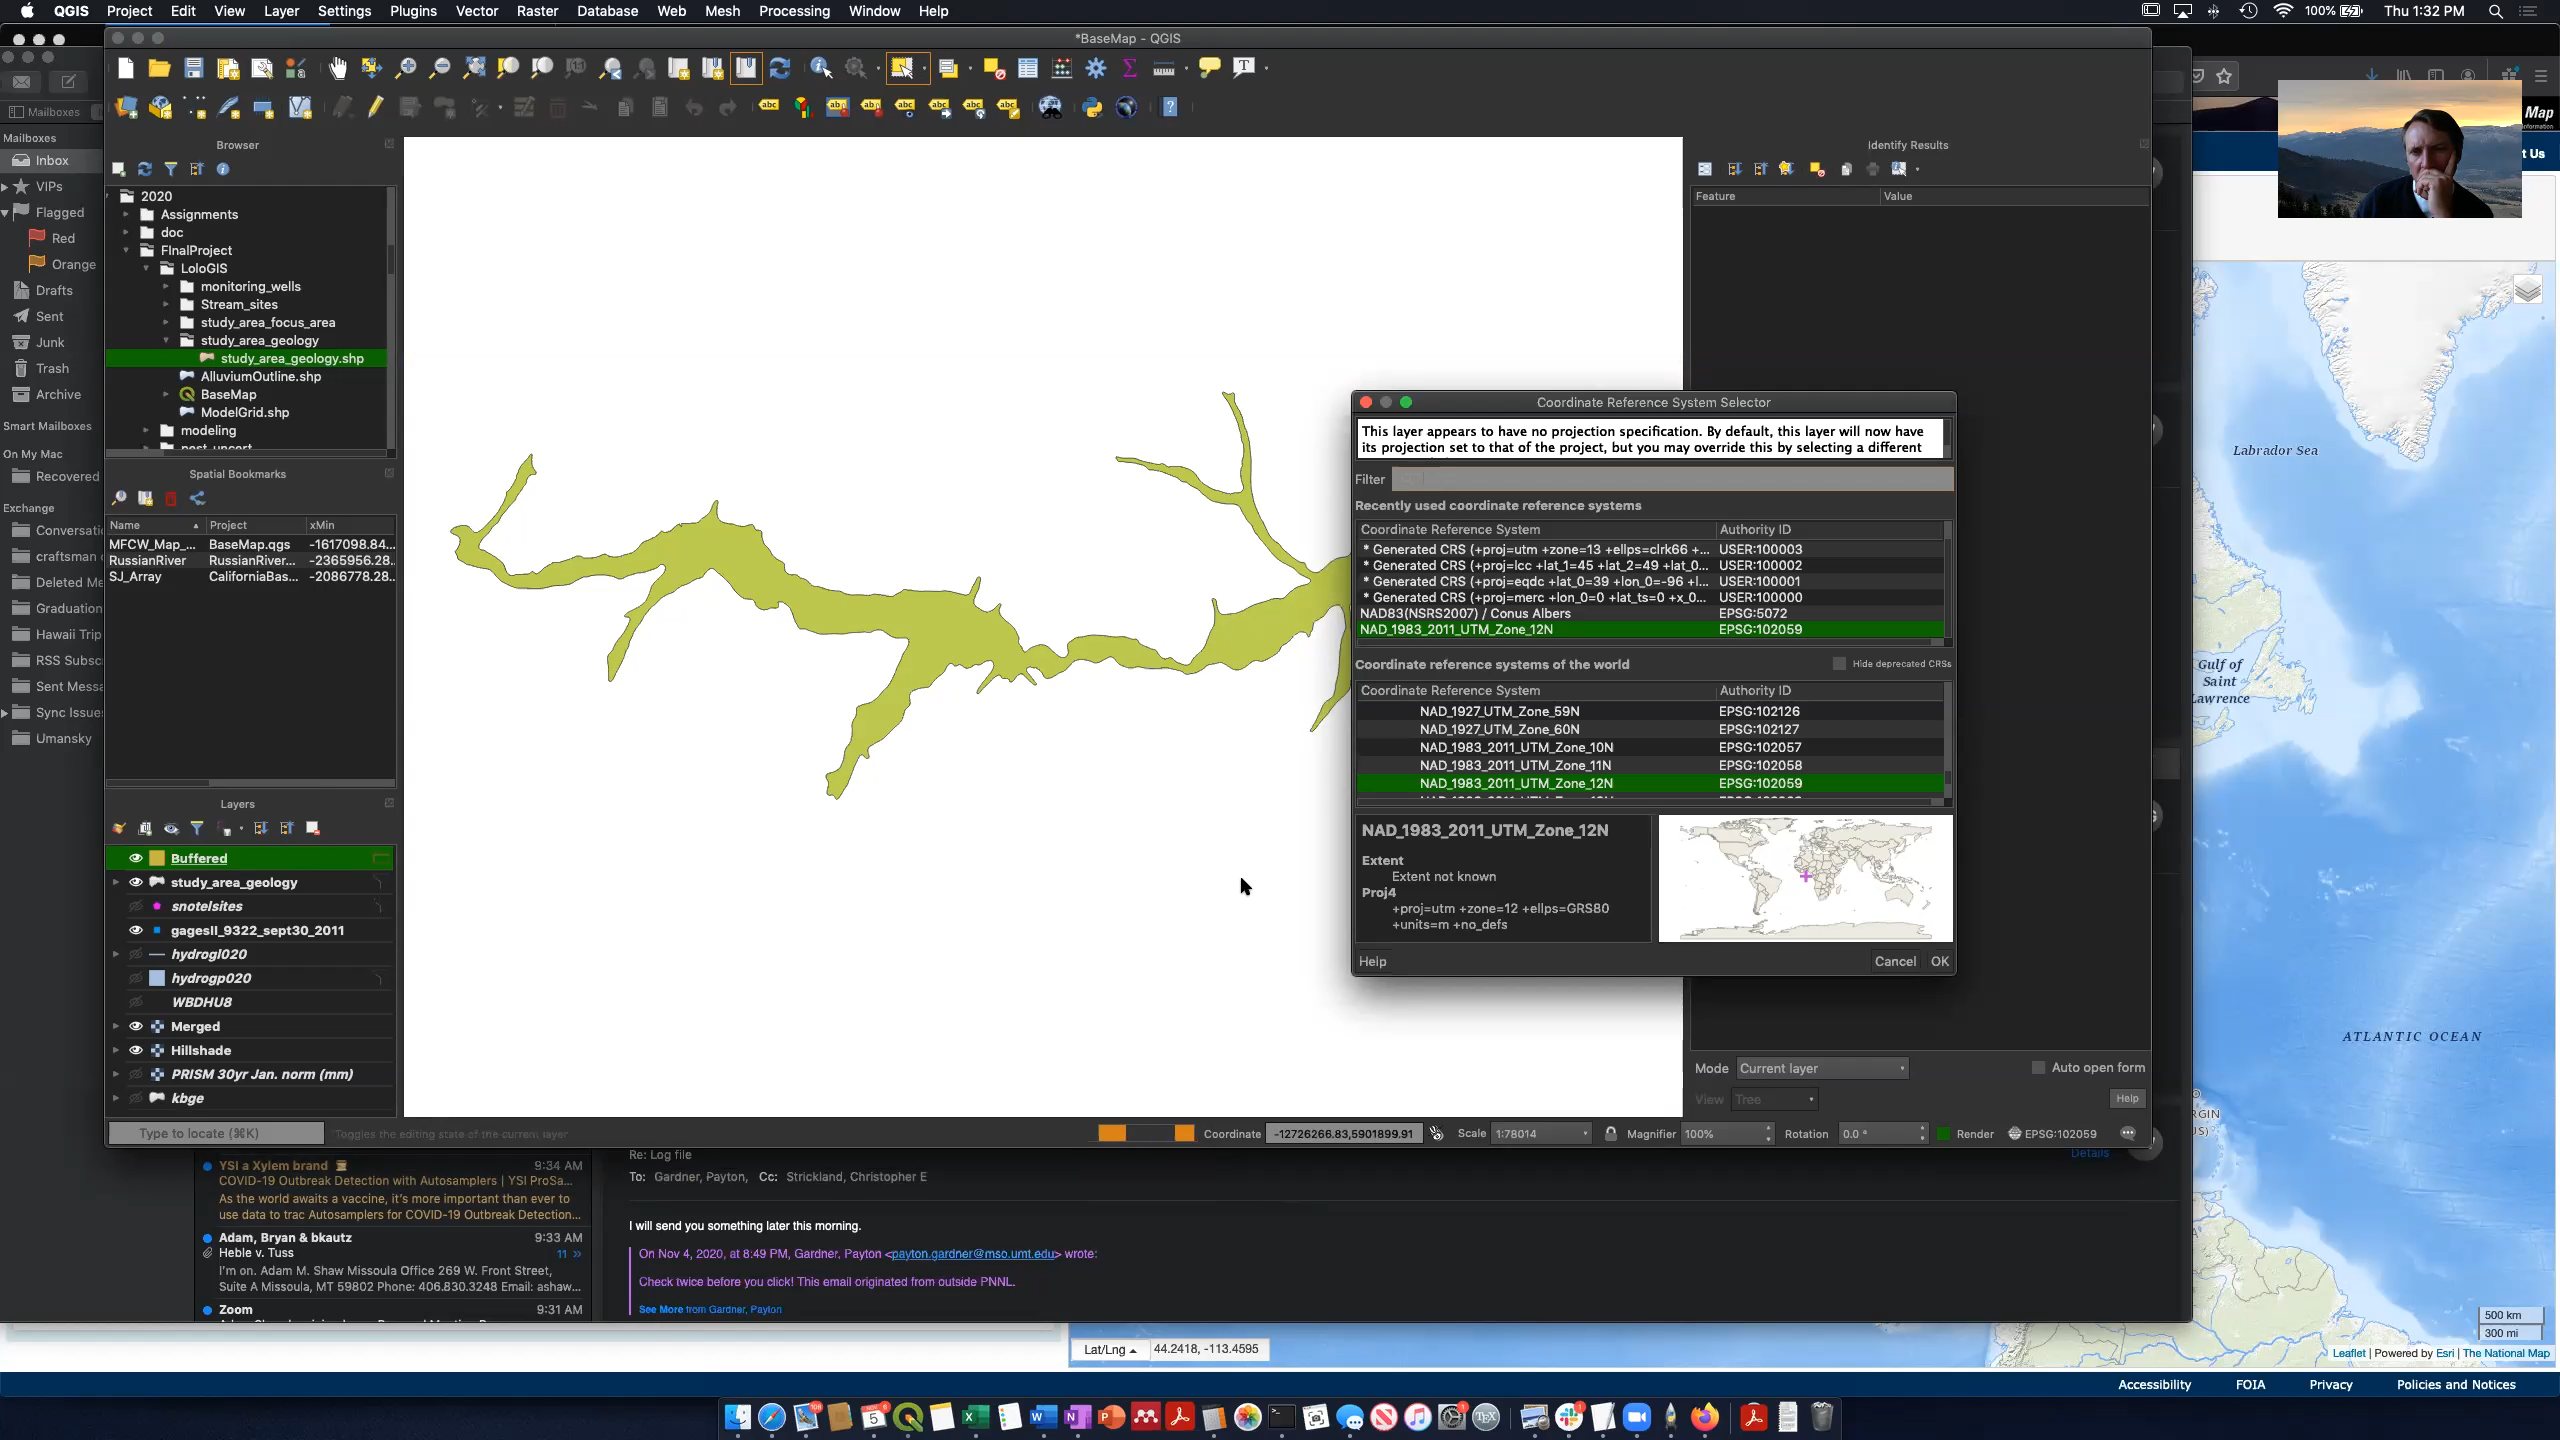 QGIS Project Edit View Layer Settings Plugins Vector Raster Database Web Mesh Processing Window Help
100% Thu 1:32 PM
*BaseMap - QGIS
Mailboxes
Mailboxes
Inbox
VIPs
Flagged
Red
Orange
Drafts
Sent
Junk
Trash
Archive
Smart Mailboxes
On My Mac
Recovered
Exchange
Conversati
craftsman
Deleted Me
Graduation
Hawaii Trip
RSS Subsc
Sent Messa
Sync Issue
Umansky
Browser
2020
Assignments
doc
FInalProject
LoloGIS
monitoring_wells
Stream_sites
study_area_focus_area
study_area_geology
study_area_geology.shp
AlluviumOutline.shp
BaseMap
ModelGrid.shp
modeling
Spatial Bookmarks
Name Project xMin
MFCW_Map_... BaseMap.qgs -1617098.84...
RussianRiver RussianRiver... -2365956.28...
SJ_Array CaliforniaBas... -2086778.28...
Layers
Buffered
study_area_geology
snotelsites
gagesII_9322_sept30_2011
hydrogl020
hydrogp020
WBDHU8
Merged
Hillshade
PRISM 30yr Jan. norm (mm)
kbge
Identify Results
Feature Value
Coordinate Reference System Selector
This layer appears to have no projection specification. By default, this layer will now have
its projection set to that of the project, but you may override this by selecting a different
Filter
Recently used coordinate reference systems
Coordinate Reference System Authority ID
* Generated CRS (+proj=utm +zone=13 +ellps=clrk66 +... USER:100003
* Generated CRS (+proj=lcc +lat_1=45 +lat_2=49 +lat_0... USER:100002
* Generated CRS (+proj=eqdc +lat_0=39 +lon_0=-96 +l... USER:100001
* Generated CRS (+proj=merc +lon_0=0 +lat_ts=0 +x_0... USER:100000
NAD83(NSRS2007) / Conus Albers EPSG:5072
NAD_1983_2011_UTM_Zone_12N EPSG:102059
Coordinate reference systems of the world Hide deprecated CRSs
Coordinate Reference System Authority ID
NAD_1927_UTM_Zone_59N EPSG:102126
NAD_1927_UTM_Zone_60N EPSG:102127
NAD_1983_2011_UTM_Zone_10N EPSG:102057
NAD_1983_2011_UTM_Zone_11N EPSG:102058
NAD_1983_2011_UTM_Zone_12N EPSG:102059
NAD_1983_2011_UTM_Zone_12N
Extent
Extent not known
Proj4
+proj=utm +zone=12 +ellps=GRS80
+units=m +no_defs
Help Cancel OK
Mode Current layer Auto open form
View Tree Help
Type to locate (⌘K) Toggles the editing state of the current layer Coordinate -12726266.83,5901899.91 Scale 1:78014 Magnifier 100% Rotation 0.0 ° Render EPSG:102059
YSI a Xylem brand 9:34 AM
COVID-19 Outbreak Detection with Autosamplers | YSI ProSa...
As the world awaits a vaccine, it's more important than ever to
use data to trac Autosamplers for COVID-19 Outbreak Detection...
Adam, Bryan & bkautz 9:33 AM
Heble v. Tuss 11 »
I'm on. Adam M. Shaw Missoula Office 269 W. Front Street,
Suite A Missoula, MT 59802 Phone: 406.830.3248 Email: ashaw...
Zoom 9:31 AM
Re: Log file
Details
To: Gardner, Payton, Cc: Strickland, Christopher E
I will send you something later this morning.
On Nov 4, 2020, at 8:49 PM, Gardner, Payton <payton.gardner@mso.umt.edu> wrote:
Check twice before you click! This email originated from outside PNNL.
See More from Gardner, Payton
Map
t Us
Labrador Sea
Gulf of
Saint
Lawrence
ATLANTIC OCEAN
500 km
300 mi
Leaflet | Powered by Esri | The National Map
Lat/Lng 44.2418, -113.4595
Accessibility FOIA Privacy Policies and Notices